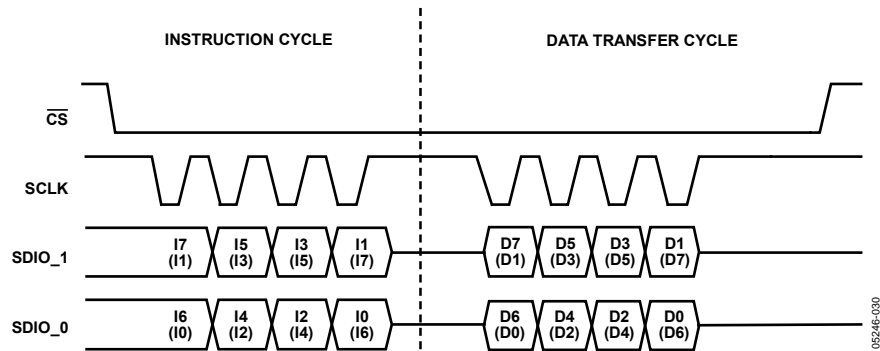 INSTRUCTION CYCLE DATA TRANSFER CYCLE
CS
SCLK
SDIO_1
I7 I5 I3 I1 D7 D5 D3 D1
(I1) (I3) (I5) (I7) (D1) (D3) (D5) (D7)
SDIO_0
I6 I4 I2 I0 D6 D4 D2 D0
(I0) (I2) (I4) (I6) (D0) (D2) (D4) (D6)
05246-030